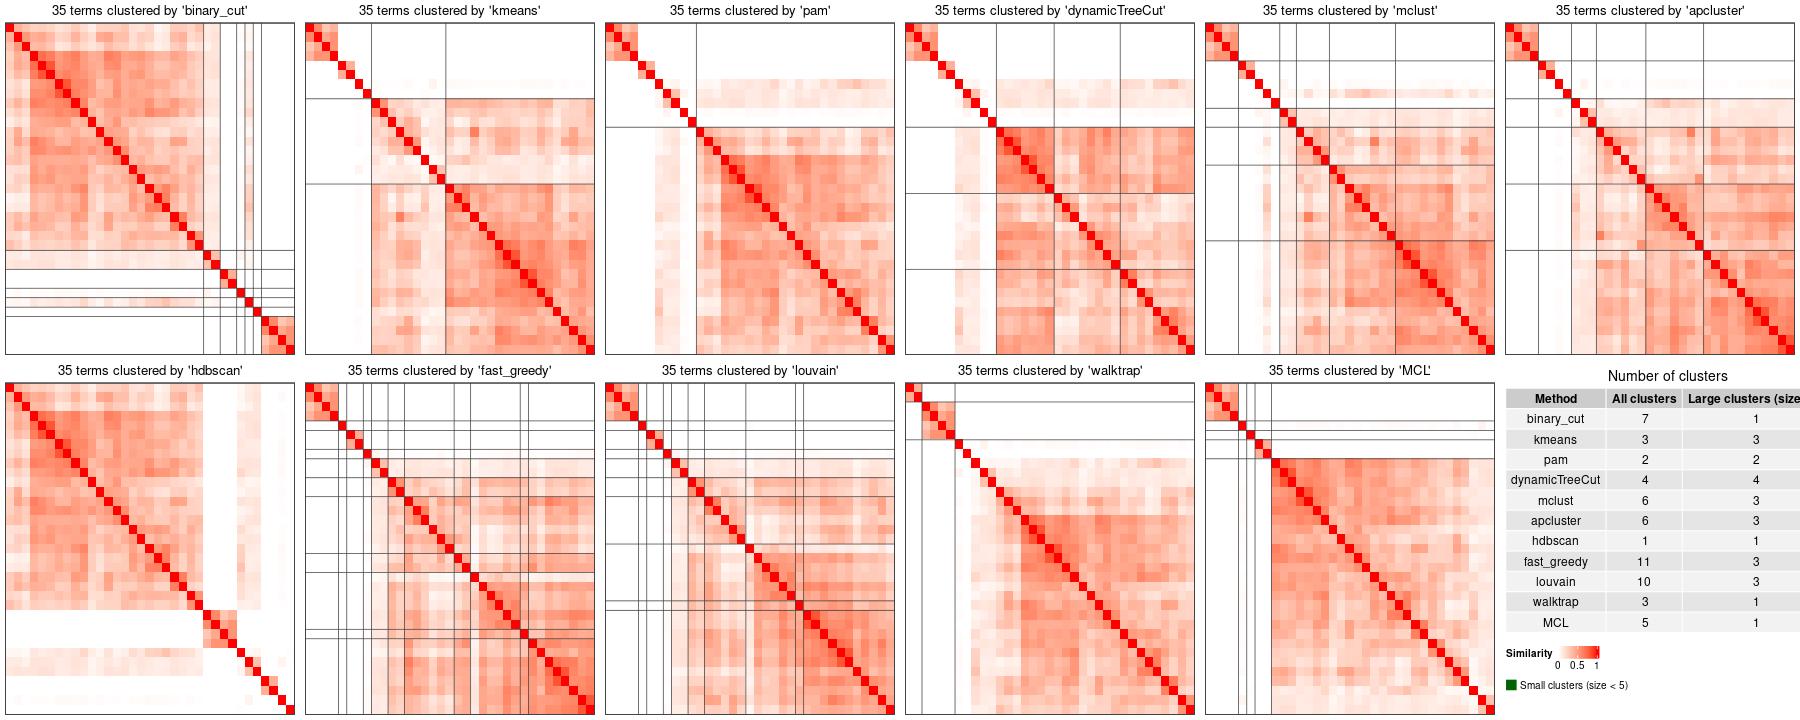 35 terms clustered by 'binary_cut'
35 terms clustered by 'kmeans'
35 terms clustered by 'pam'
35 terms clustered by 'dynamicTreeCut'
35 terms clustered by 'mclust'
35 terms clustered by 'apcluster'
35 terms clustered by 'hdbscan'
35 terms clustered by 'fast_greedy'
35 terms clustered by 'louvain'
35 terms clustered by 'walktrap'
35 terms clustered by 'MCL'
Number of clusters
Method All clusters Large clusters (size
binary_cut 7 1
kmeans 3 3
pam 2 2
dynamicTreeCut 4 4
mclust 6 3
apcluster 6 3
hdbscan 1 1
fast_greedy 11 3
louvain 10 3
walktrap 3 1
MCL 5 1
Similarity
0 0.5 1
Small clusters (size < 5)